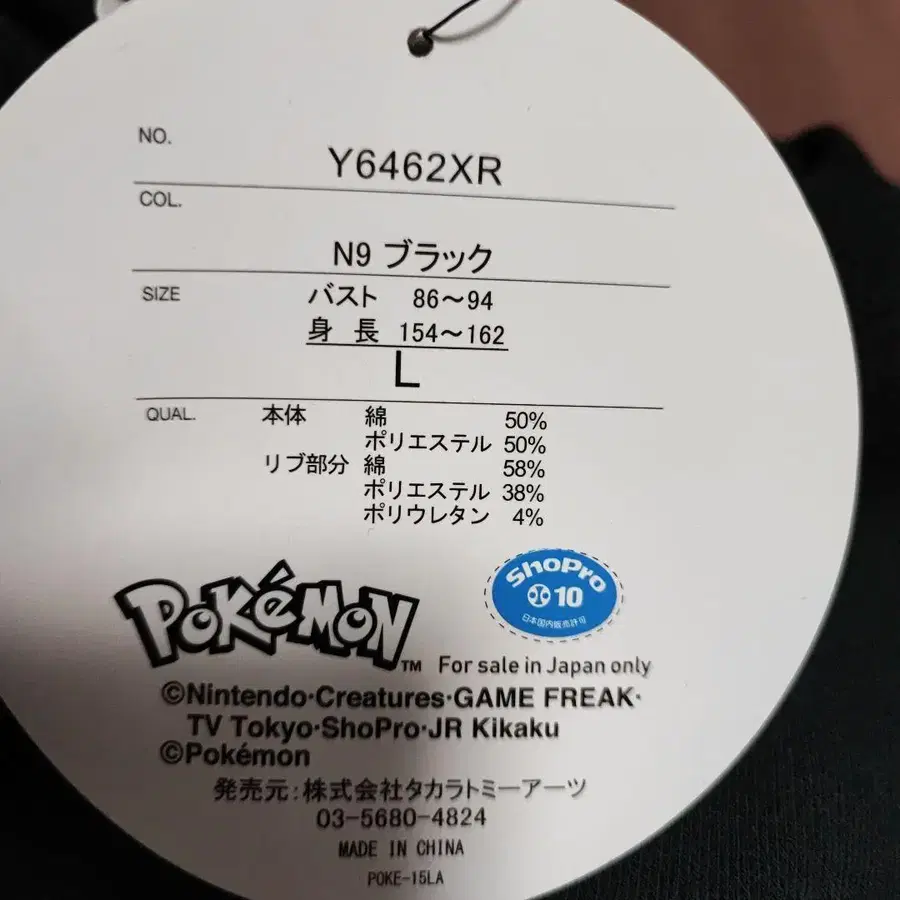 NO.
Y6462XR
COL.
N9 ブラック
SIZE
バスト 86～94
身 長 154～162
L
QUAL.
本体 綿 50%
ポリエステル 50%
リブ部分 綿 58%
ポリエステル 38%
ポリウレタン 4%
ShoPro
10
日本国内販売許可
POKéMON™
For sale in Japan only
©Nintendo·Creatures·GAME FREAK·
TV Tokyo·ShoPro·JR Kikaku
©Pokémon
発売元:株式会社タカラトミーアーツ
03-5680-4824
MADE IN CHINA
POKE-15LA